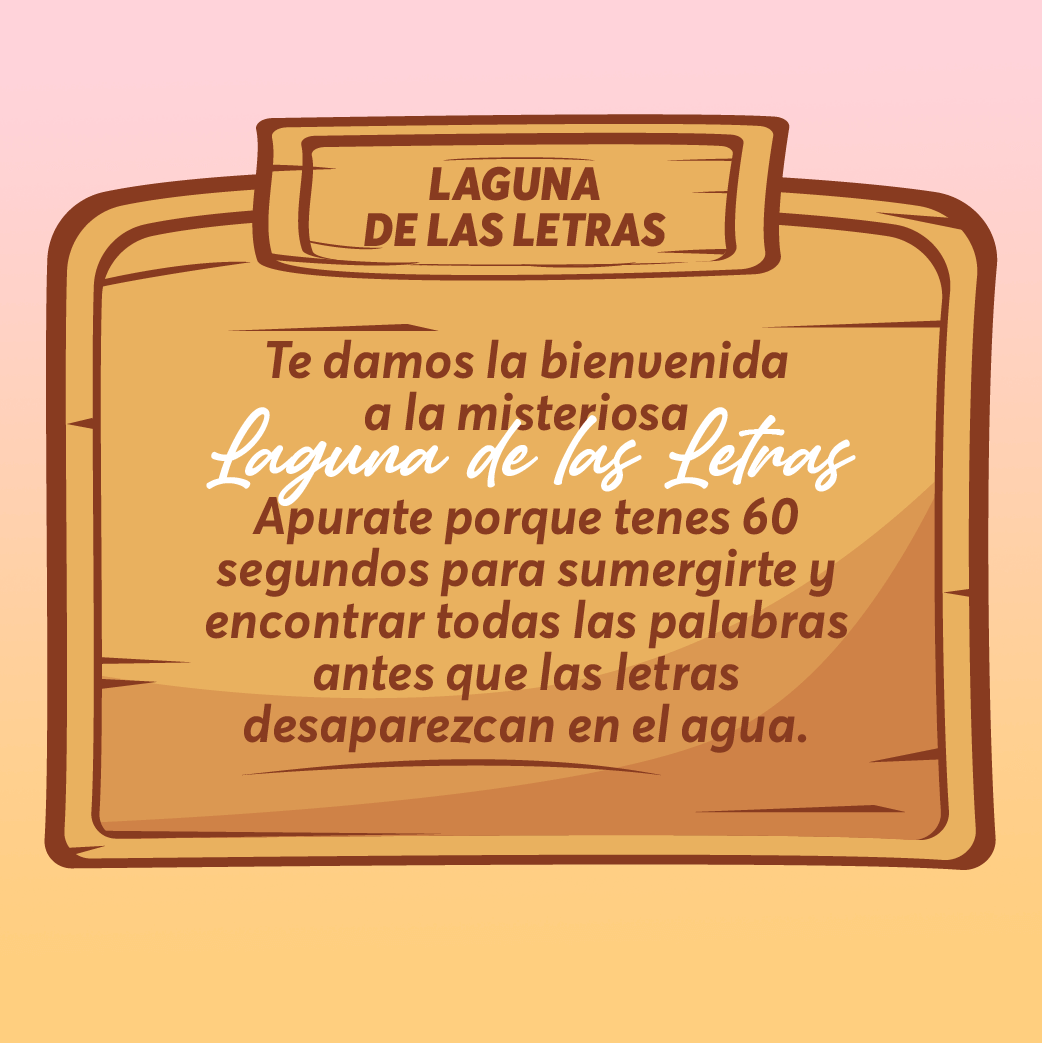 LAGUNA
DE LAS LETRAS
Te damos la bienvenida
a la misteriosa
Laguna de las Letras
Apurate porque tenes 60
segundos para sumergirte y
encontrar todas las palabras
antes que las letras
desaparezcan en el agua.